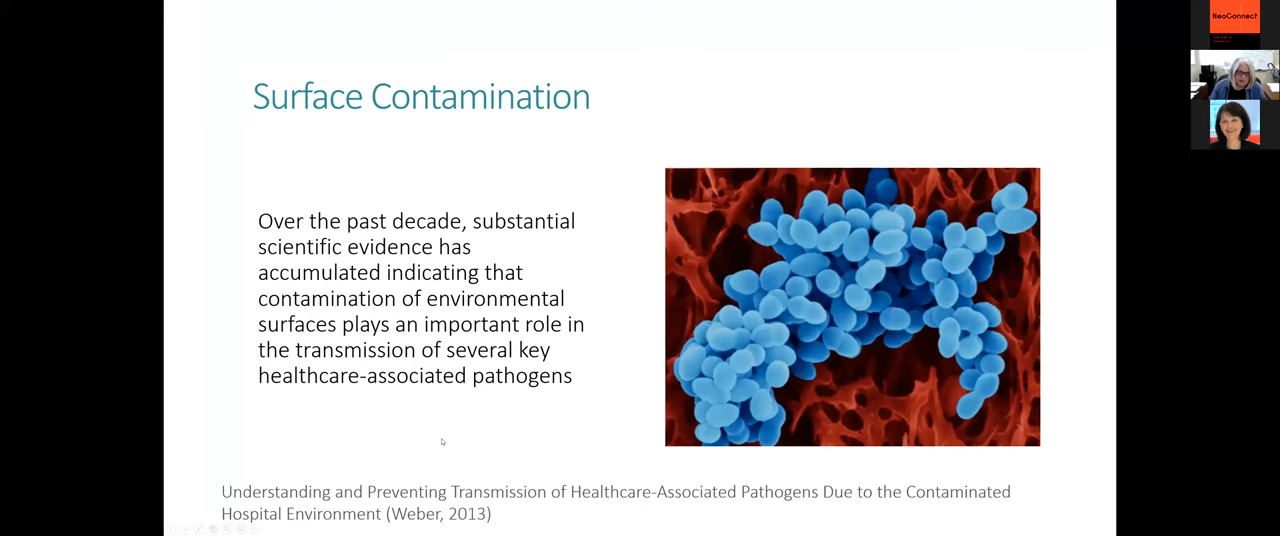 NeoConnect
Surface Contamination
Over the past decade, substantial
scientific evidence has
accumulated indicating that
contamination of environmental
surfaces plays an important role in
the transmission of several key
healthcare-associated pathogens
Understanding and Preventing Transmission of Healthcare-Associated Pathogens Due to the Contaminated
Hospital Environment (Weber, 2013)